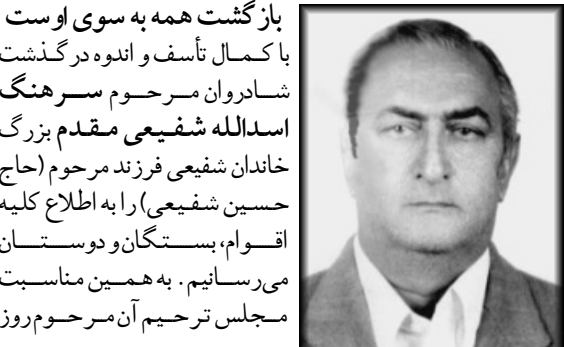 بازگشت همه به سوی اوست
با کمال تأسف و اندوه درگذشت
شادروان مرحوم سرهنگ
اسدالله شفیعی مقدم بزرگ
خاندان شفیعی فرزند مرحوم (حاج
حسین شفیعی) را به اطلاع کلیه
اقوام، بستگان و دوستان
می‌رسانیم. به همین مناسبت
مجلس ترحیم آن مرحوم روز